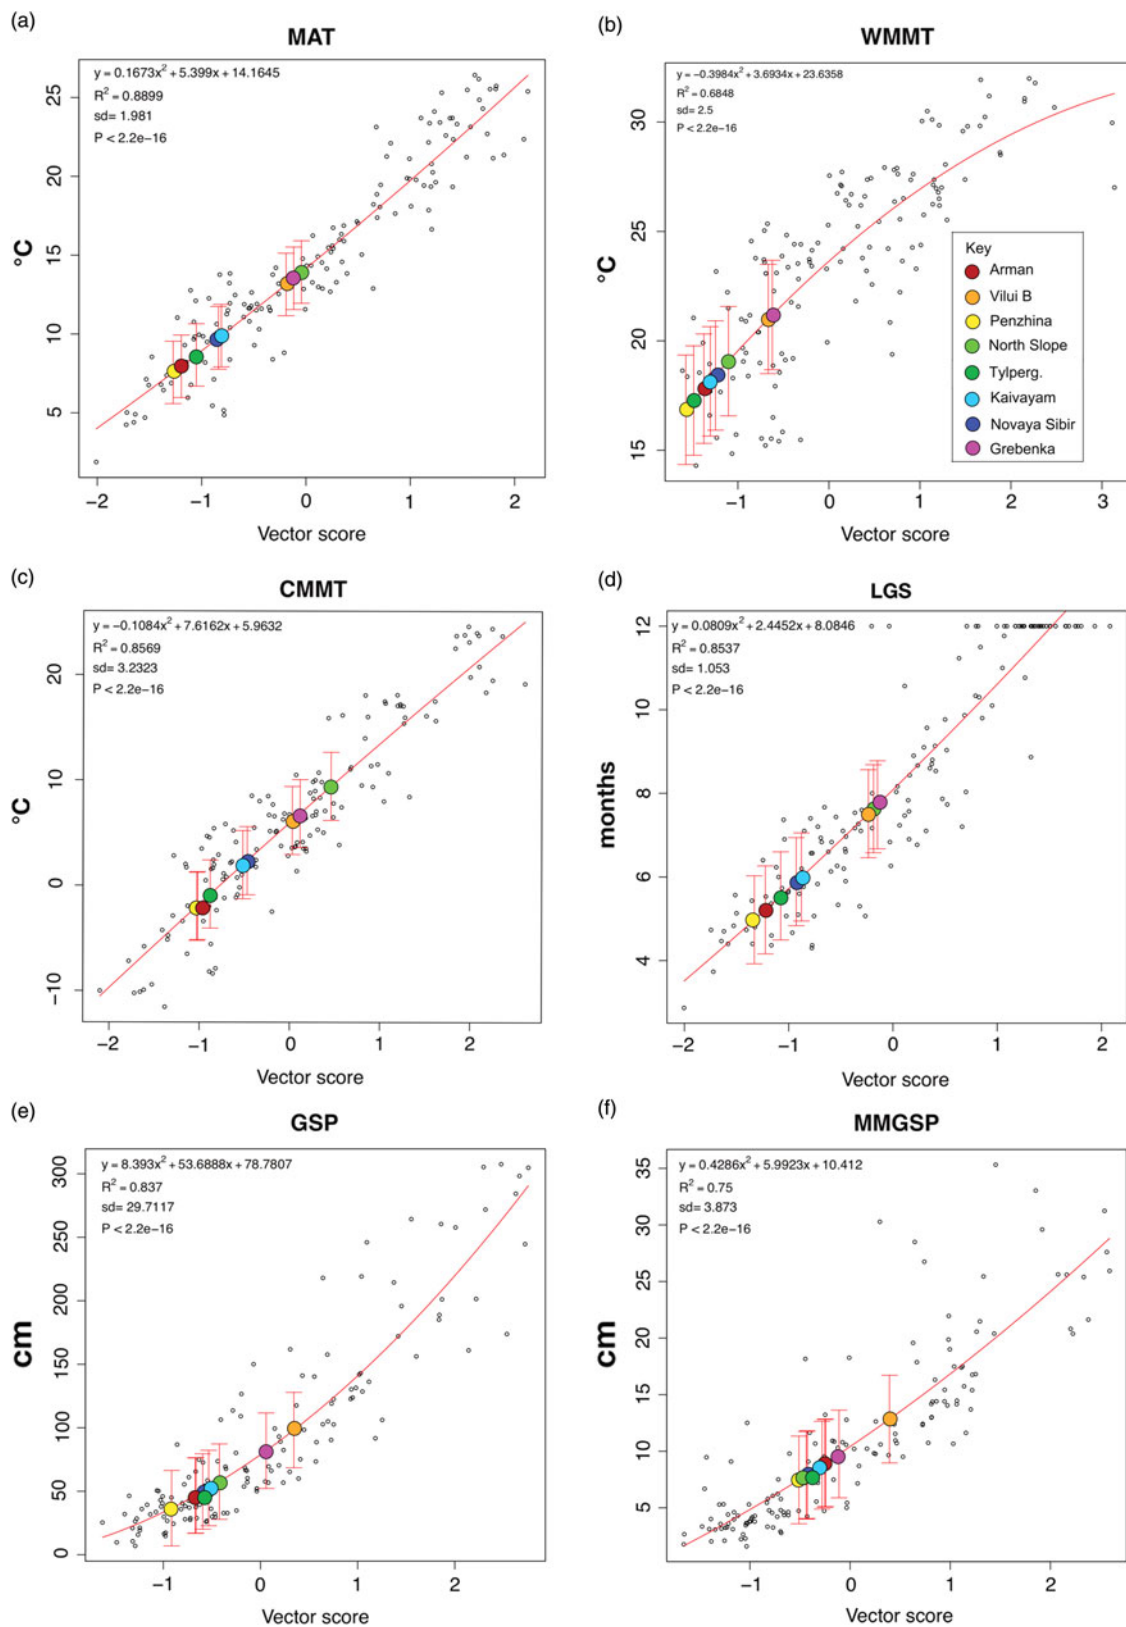 (a)
MAT
y = 0.1673x² + 5.399x + 14.1645
R² = 0.8899
sd= 1.981
P < 2.2e−16
25
20
15
10
5
°C
−2 −1 0 1 2
Vector score
(b)
WMMT
y = −0.3984x² + 3.6934x + 23.6358
R² = 0.6848
sd = 2.5
P < 2.2e−16
30
25
20
15
°C
Key
Arman
Vilui B
Penzhina
North Slope
Tylperg.
Kaivayam
Novaya Sibir
Grebenka
−1 0 1 2 3
Vector score
(c)
CMMT
y = −0.1084x² + 7.6162x + 5.9632
R² = 0.8569
sd= 3.2323
P < 2.2e−16
20
10
0
−10
°C
−2 −1 0 1 2
Vector score
(d)
LGS
y = 0.0809x² + 2.4452x + 8.0846
R² = 0.8537
sd = 1.053
P < 2.2e−16
12
10
8
6
4
months
−2 −1 0 1 2
Vector score
(e)
GSP
y = 8.393x² + 53.6888x + 78.7807
R² = 0.837
sd= 29.7117
P < 2.2e−16
300
250
200
150
100
50
0
cm
−1 0 1 2
Vector score
(f)
MMGSP
y = 0.4286x² + 5.9923x + 10.412
R² = 0.75
sd = 3.873
P < 2.2e−16
35
30
25
20
15
10
5
cm
−1 0 1 2
Vector score